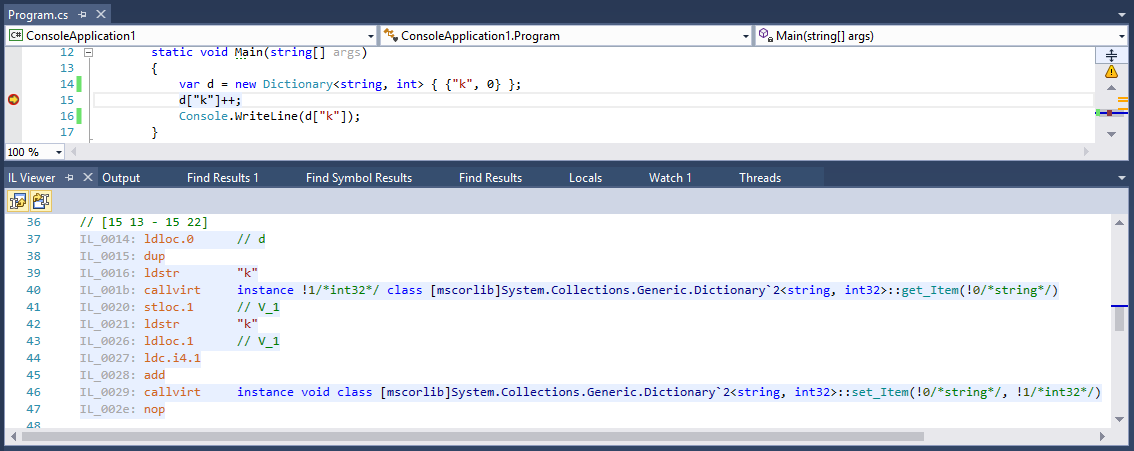 Program.cs
C# ConsoleApplication1 ConsoleApplication1.Program Main(string[] args)
12 static void Main(string[] args)
13 {
14 var d = new Dictionary<string, int> { {"k", 0} };
15 d["k"]++;
16 Console.WriteLine(d["k"]);
17 }
100 %
IL Viewer Output Find Results 1 Find Symbol Results Find Results Locals Watch 1 Threads
36 // [15 13 - 15 22]
37 IL_0014: ldloc.0 // d
38 IL_0015: dup
39 IL_0016: ldstr "k"
40 IL_001b: callvirt instance !1/*int32*/ class [mscorlib]System.Collections.Generic.Dictionary`2<string, int32>::get_Item(!0/*string*/)
41 IL_0020: stloc.1 // V_1
42 IL_0021: ldstr "k"
43 IL_0026: ldloc.1 // V_1
44 IL_0027: ldc.i4.1
45 IL_0028: add
46 IL_0029: callvirt instance void class [mscorlib]System.Collections.Generic.Dictionary`2<string, int32>::set_Item(!0/*string*/, !1/*int32*/)
47 IL_002e: nop
48